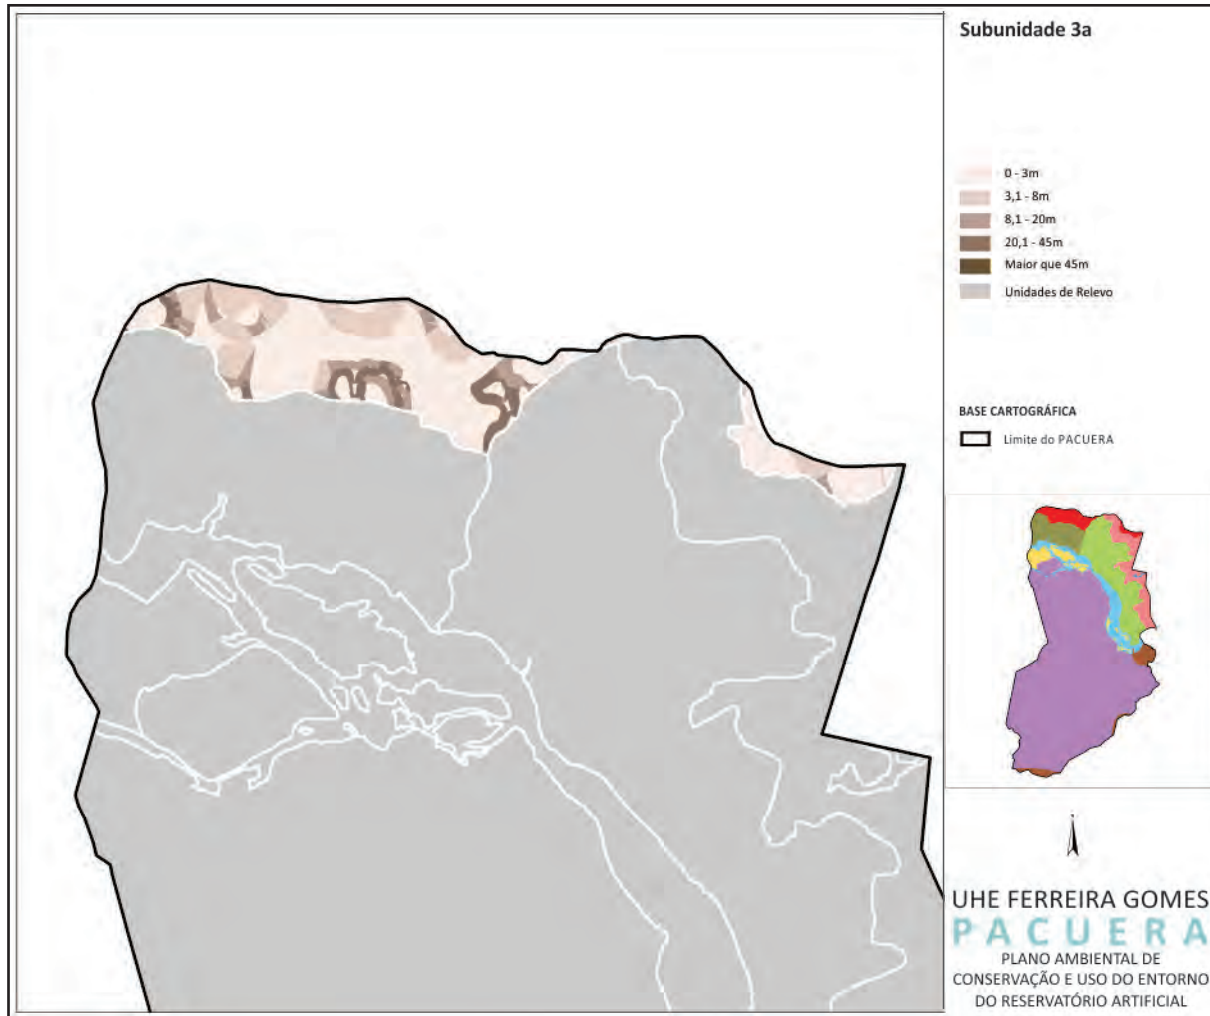 Subunidade 3a
0 - 3m
3,1 - 8m
8,1 - 20m
20,1 - 45m
Maior que 45m
Unidades de Relevo
BASE CARTOGRÁFICA
Limite do PACUERA
UHE FERREIRA GOMES
PACUERA
PLANO AMBIENTAL DE
CONSERVAÇÃO E USO DO ENTORNO
DO RESERVATÓRIO ARTIFICIAL